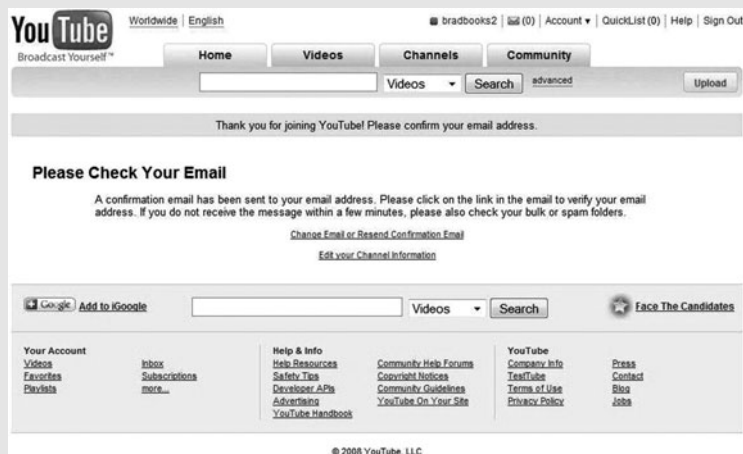 YouTube Worldwide | English bradbooks2 | (0) | Account ▾ | QuickList (0) | Help | Sign Out
Broadcast Yourself™ Home Videos Channels Community
Videos Search advanced Upload
Thank you for joining YouTube! Please confirm your email address.
Please Check Your Email
A confirmation email has been sent to your email address. Please click on the link in the email to verify your email
address. If you do not receive the message within a few minutes, please also check your bulk or spam folders.
Change Email or Resend Confirmation Email
Edit your Channel Information
Google Add to iGoogle Videos Search Face The Candidates
Your Account
Videos Inbox
Favorites Subscriptions
Playlists more...
Help & Info
Help Resources Community Help Forums
Safety Tips Copyright Notices
Developer APIs Community Guidelines
Advertising YouTube On Your Site
YouTube Handbook
YouTube
Company Info Press
TestTube Contact
Terms of Use Blog
Privacy Policy Jobs
© 2008 YouTube, LLC